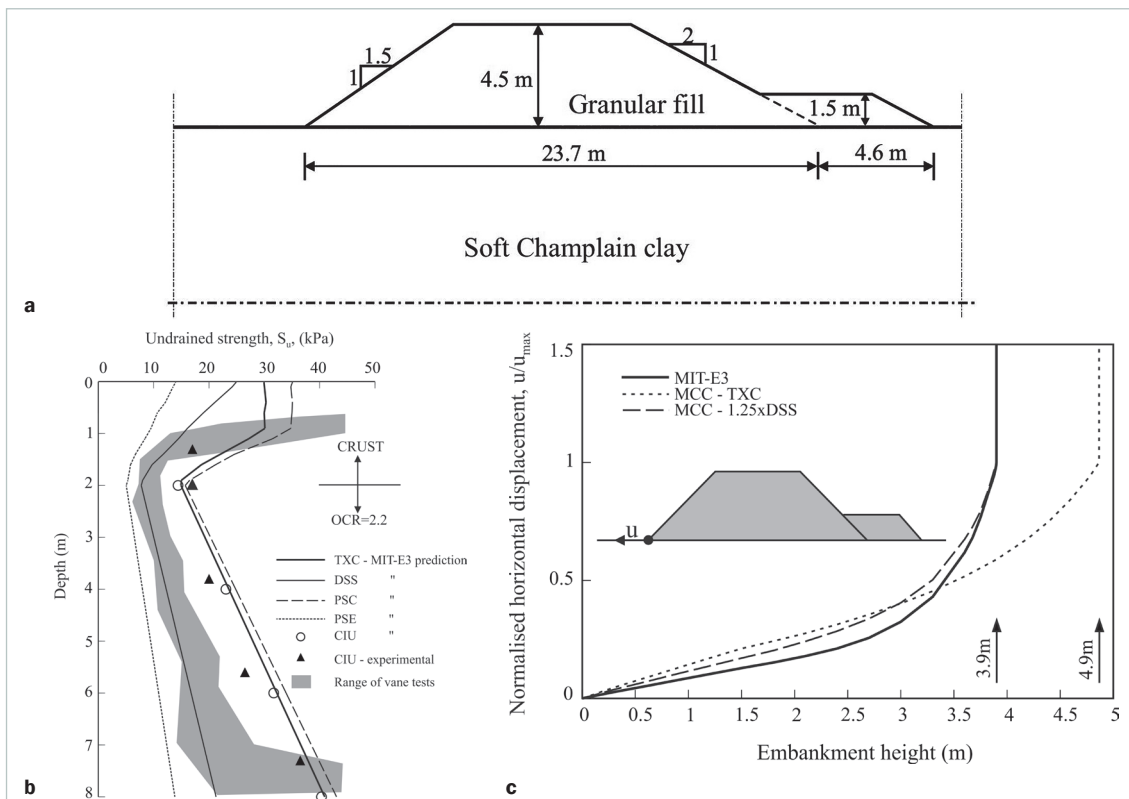 1.5
1
4.5 m
2
1
Granular fill
1.5 m
23.7 m
4.6 m
Soft Champlain clay
a
Undrained strength, Su, (kPa)
0 10 20 30 40 50
0
1
2
3
4
5
6
7
8
Depth (m)
CRUST
OCR=2.2
TXC - MIT-E3 prediction
DSS "
PSC "
PSE "
CIU "
CIU - experimental
Range of vane tests
b
Normalised horizontal displacement, u/umax
1.5
1
0.5
0
MIT-E3
MCC - TXC
MCC - 1.25xDSS
u
3.9m
4.9m
0 0.5 1 1.5 2 2.5 3 3.5 4 4.5 5
Embankment height (m)
c